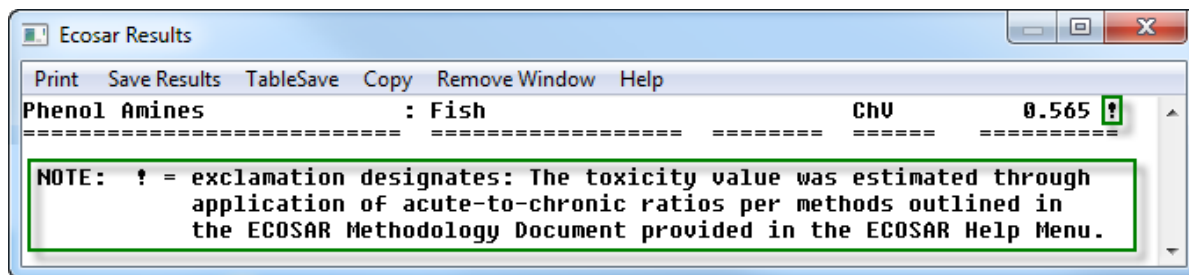 Ecosar Results
Print Save Results TableSave Copy Remove Window Help
Phenol Amines : Fish ChV 0.565 !
=========================== ================== ======== ====== ==========
NOTE: ! = exclamation designates: The toxicity value was estimated through
application of acute-to-chronic ratios per methods outlined in
the ECOSAR Methodology Document provided in the ECOSAR Help Menu.